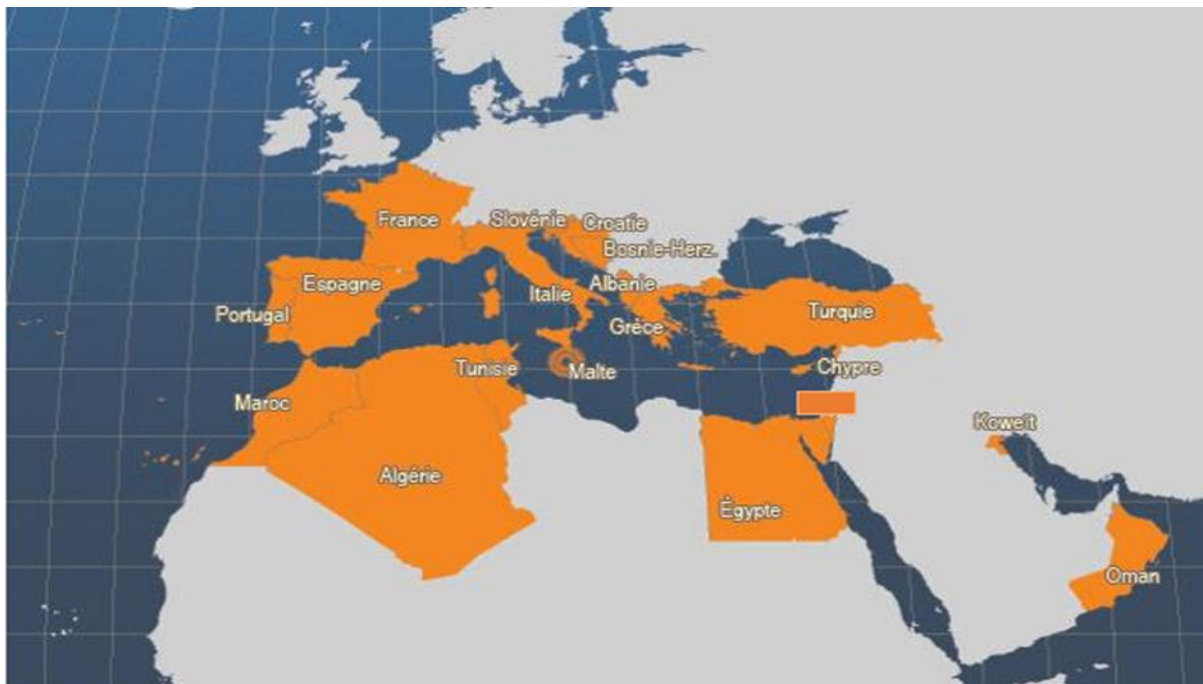 France
Slovénie
Croatie
Bosnie-Herz.
Espagne
Italie
Albanie
Portugal
Grèce
Turquie
Tunisie
Malte
Chypre
Maroc
Koweït
Algérie
Égypte
Oman